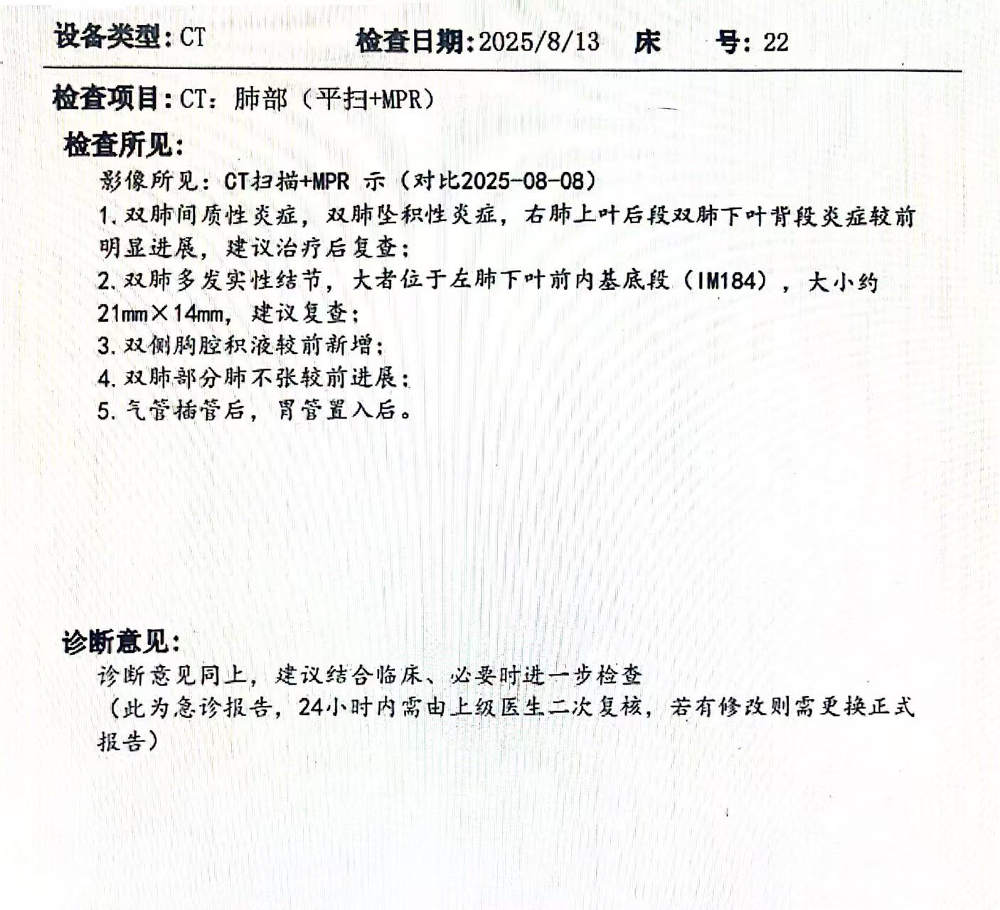 设备类型:CT 检查日期:2025/8/13 床 号: 22
检查项目:CT: 肺部（平扫+MPR）
检查所见:
影像所见: CT扫描+MPR 示（对比2025-08-08）
1. 双肺间质性炎症，双肺坠积性炎症，右肺上叶后段双肺下叶背段炎症较前
明显进展，建议治疗后复查;
2. 双肺多发实性结节，大者位于左肺下叶前内基底段（IM184），大小约
21mm×14mm，建议复查;
3. 双侧胸腔积液较前新增;
4. 双肺部分肺不张较前进展;
5. 气管插管后，胃管置入后。
诊断意见:
诊断意见同上，建议结合临床、必要时进一步检查
（此为急诊报告，24小时内需由上级医生二次复核，若有修改则需更换正式
报告）